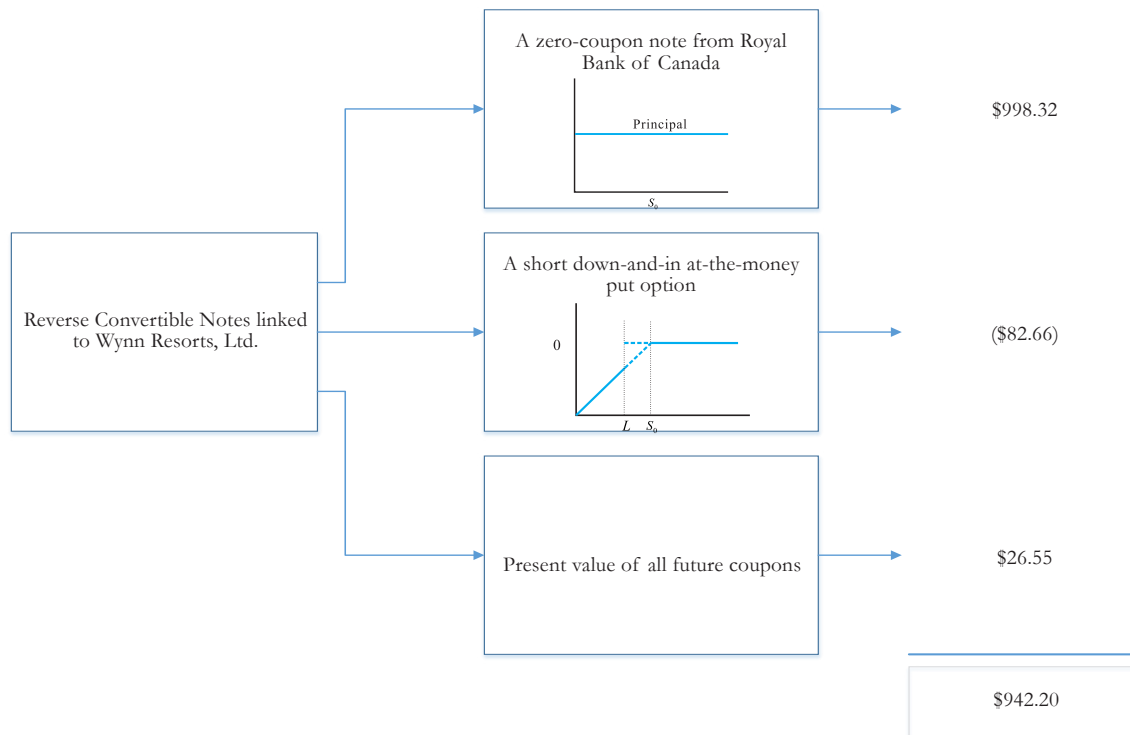 A zero-coupon note from Royal
Bank of Canada
Principal
S₀
$998.32
Reverse Convertible Notes linked
to Wynn Resorts, Ltd.
A short down-and-in at-the-money
put option
0
L S₀
($82.66)
Present value of all future coupons
$26.55
$942.20